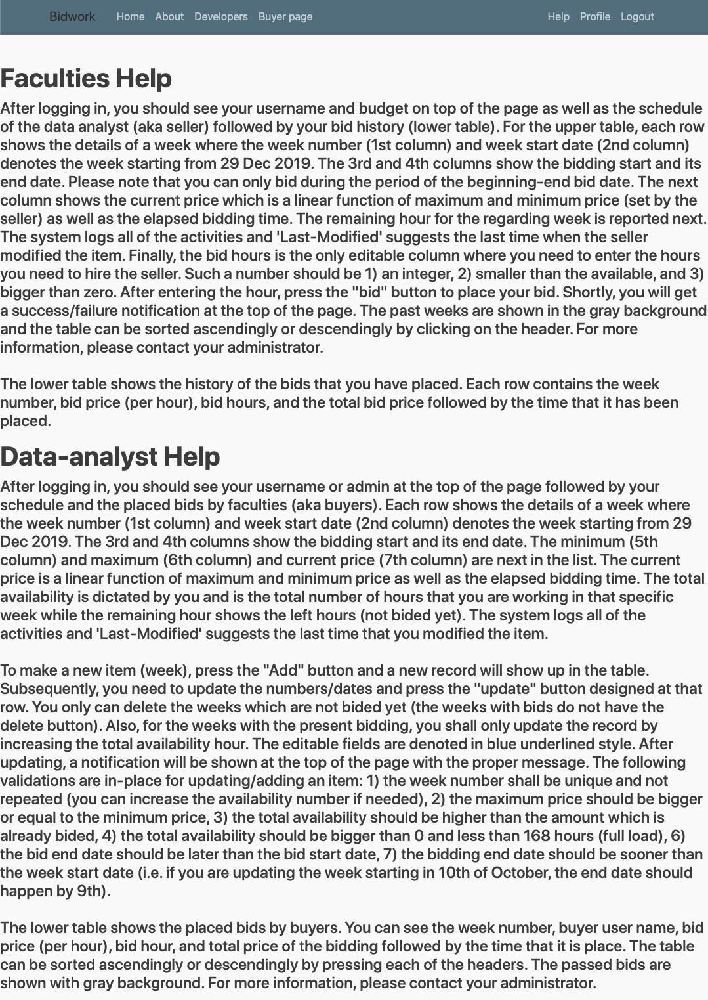 Bidwork Home About Developers Buyer page Help Profile Logout
Faculties Help
After logging in, you should see your username and budget on top of the page as well as the schedule
of the data analyst (aka seller) followed by your bid history (lower table). For the upper table, each row
shows the details of a week where the week number (1st column) and week start date (2nd column)
denotes the week starting from 29 Dec 2019. The 3rd and 4th columns show the bidding start and its
end date. Please note that you can only bid during the period of the beginning-end bid date. The next
column shows the current price which is a linear function of maximum and minimum price (set by the
seller) as well as the elapsed bidding time. The remaining hour for the regarding week is reported next.
The system logs all of the activities and 'Last-Modified' suggests the last time when the seller
modified the item. Finally, the bid hours is the only editable column where you need to enter the hours
you need to hire the seller. Such a number should be 1) an integer, 2) smaller than the available, and 3)
bigger than zero. After entering the hour, press the "bid" button to place your bid. Shortly, you will get
a success/failure notification at the top of the page. The past weeks are shown in the gray background
and the table can be sorted ascendingly or descendingly by clicking on the header. For more
information, please contact your administrator.
The lower table shows the history of the bids that you have placed. Each row contains the week
number, bid price (per hour), bid hours, and the total bid price followed by the time that it has been
placed.
Data-analyst Help
After logging in, you should see your username or admin at the top of the page followed by your
schedule and the placed bids by faculties (aka buyers). Each row shows the details of a week where
the week number (1st column) and week start date (2nd column) denotes the week starting from 29
Dec 2019. The 3rd and 4th columns show the bidding start and its end date. The minimum (5th
column) and maximum (6th column) and current price (7th column) are next in the list. The current
price is a linear function of maximum and minimum price as well as the elapsed bidding time. The total
availability is dictated by you and is the total number of hours that you are working in that specific
week while the remaining hour shows the left hours (not bided yet). The system logs all of the
activities and 'Last-Modified' suggests the last time that you modified the item.
To make a new item (week), press the "Add" button and a new record will show up in the table.
Subsequently, you need to update the numbers/dates and press the "update" button designed at that
row. You only can delete the weeks which are not bided yet (the weeks with bids do not have the
delete button). Also, for the weeks with the present bidding, you shall only update the record by
increasing the total availability hour. The editable fields are denoted in blue underlined style. After
updating, a notification will be shown at the top of the page with the proper message. The following
validations are in-place for updating/adding an item: 1) the week number shall be unique and not
repeated (you can increase the availability number if needed), 2) the maximum price should be bigger
or equal to the minimum price, 3) the total availability should be higher than the amount which is
already bided, 4) the total availability should be bigger than 0 and less than 168 hours (full load), 6)
the bid end date should be later than the bid start date, 7) the bidding end date should be sooner than
the week start date (i.e. if you are updating the week starting in 10th of October, the end date should
happen by 9th).
The lower table shows the placed bids by buyers. You can see the week number, buyer user name, bid
price (per hour), bid hour, and total price of the bidding followed by the time that it is place. The table
can be sorted ascendingly or descendingly by pressing each of the headers. The passed bids are
shown with gray background. For more information, please contact your administrator.